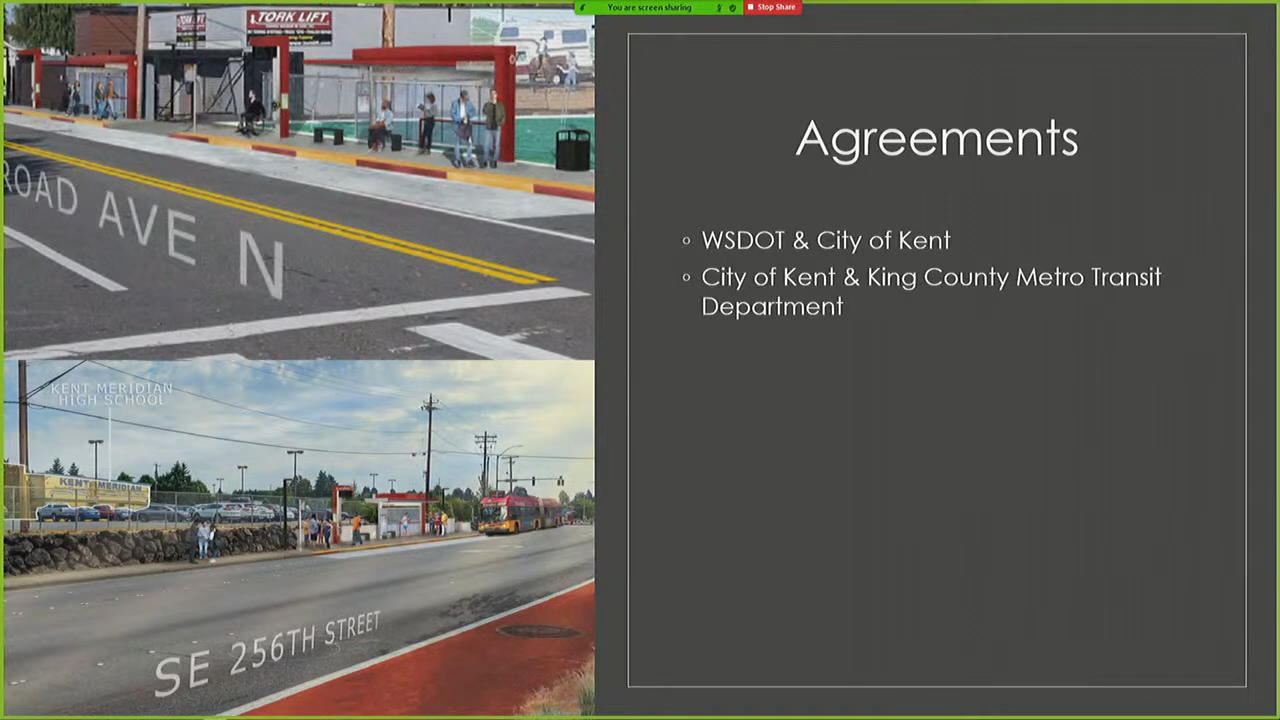 You are screen sharing
Stop Share
TORK LIFT
ROAD AVE N
KENT MERIDIAN
HIGH SCHOOL
KENT MERIDIAN
SE 256TH STREET
Agreements
WSDOT & City of Kent
City of Kent & King County Metro Transit
Department